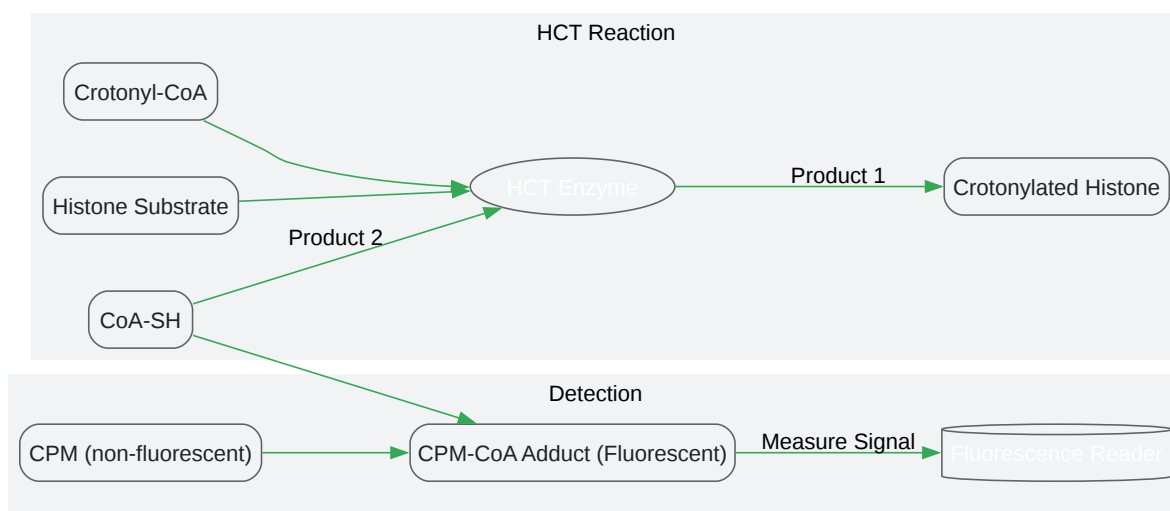 HCT Reaction
Crotonyl-CoA
HCT Enzyme
Product 1
Crotonylated Histone
Histone Substrate
Product 2
CoA-SH
Detection
CPM (non-fluorescent)
CPM-CoA Adduct (Fluorescent)
Measure Signal
Fluorescence Reader